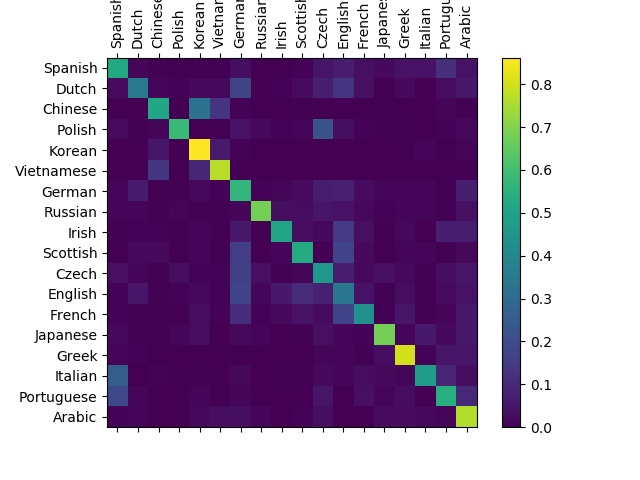 Spanish
Dutch
Chinese
Polish
Korean
Vietnam
German
Russian
Irish
Scottish
Czech
English
French
Japanes
Greek
Italian
Portugu
Arabic
Spanish
Dutch
Chinese
Polish
Korean
Vietnamese
German
Russian
Irish
Scottish
Czech
English
French
Japanese
Greek
Italian
Portuguese
Arabic
0.8
0.7
0.6
0.5
0.4
0.3
0.2
0.1
0.0